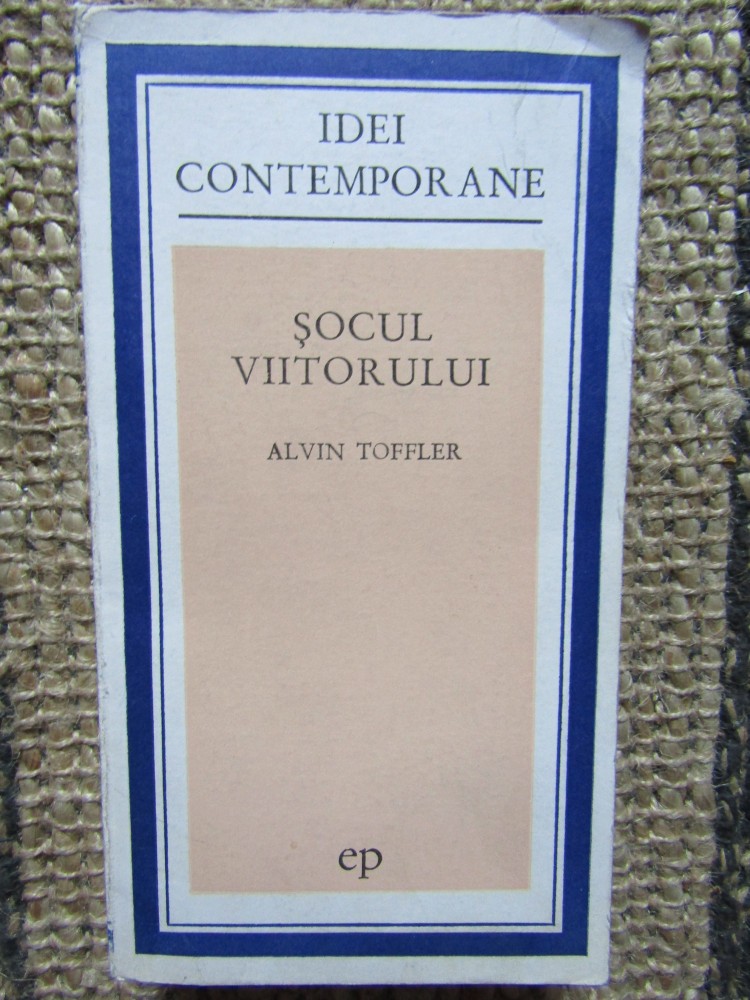 IDEI
CONTEMPORANE
ŞOCUL
VIITORULUI
ALVIN TOFFLER
ep